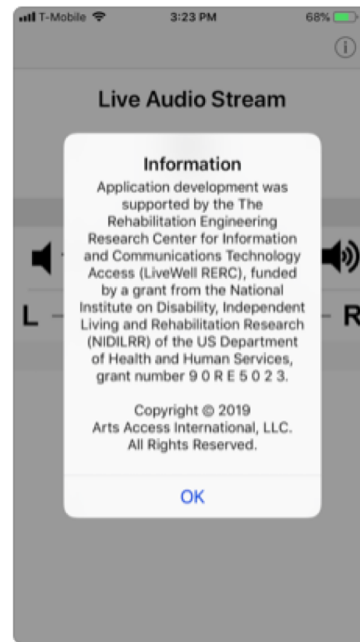 T-Mobile 3:23 PM 68%
Live Audio Stream
Information
Application development was
supported by the The
Rehabilitation Engineering
Research Center for Information
and Communications Technology
Access (LiveWell RERC), funded
by a grant from the National
Institute on Disability, Independent
Living and Rehabilitation Research
(NIDILRR) of the US Department
of Health and Human Services,
grant number 9 0 R E 5 0 2 3.
L R
Copyright © 2019
Arts Access International, LLC.
All Rights Reserved.
OK